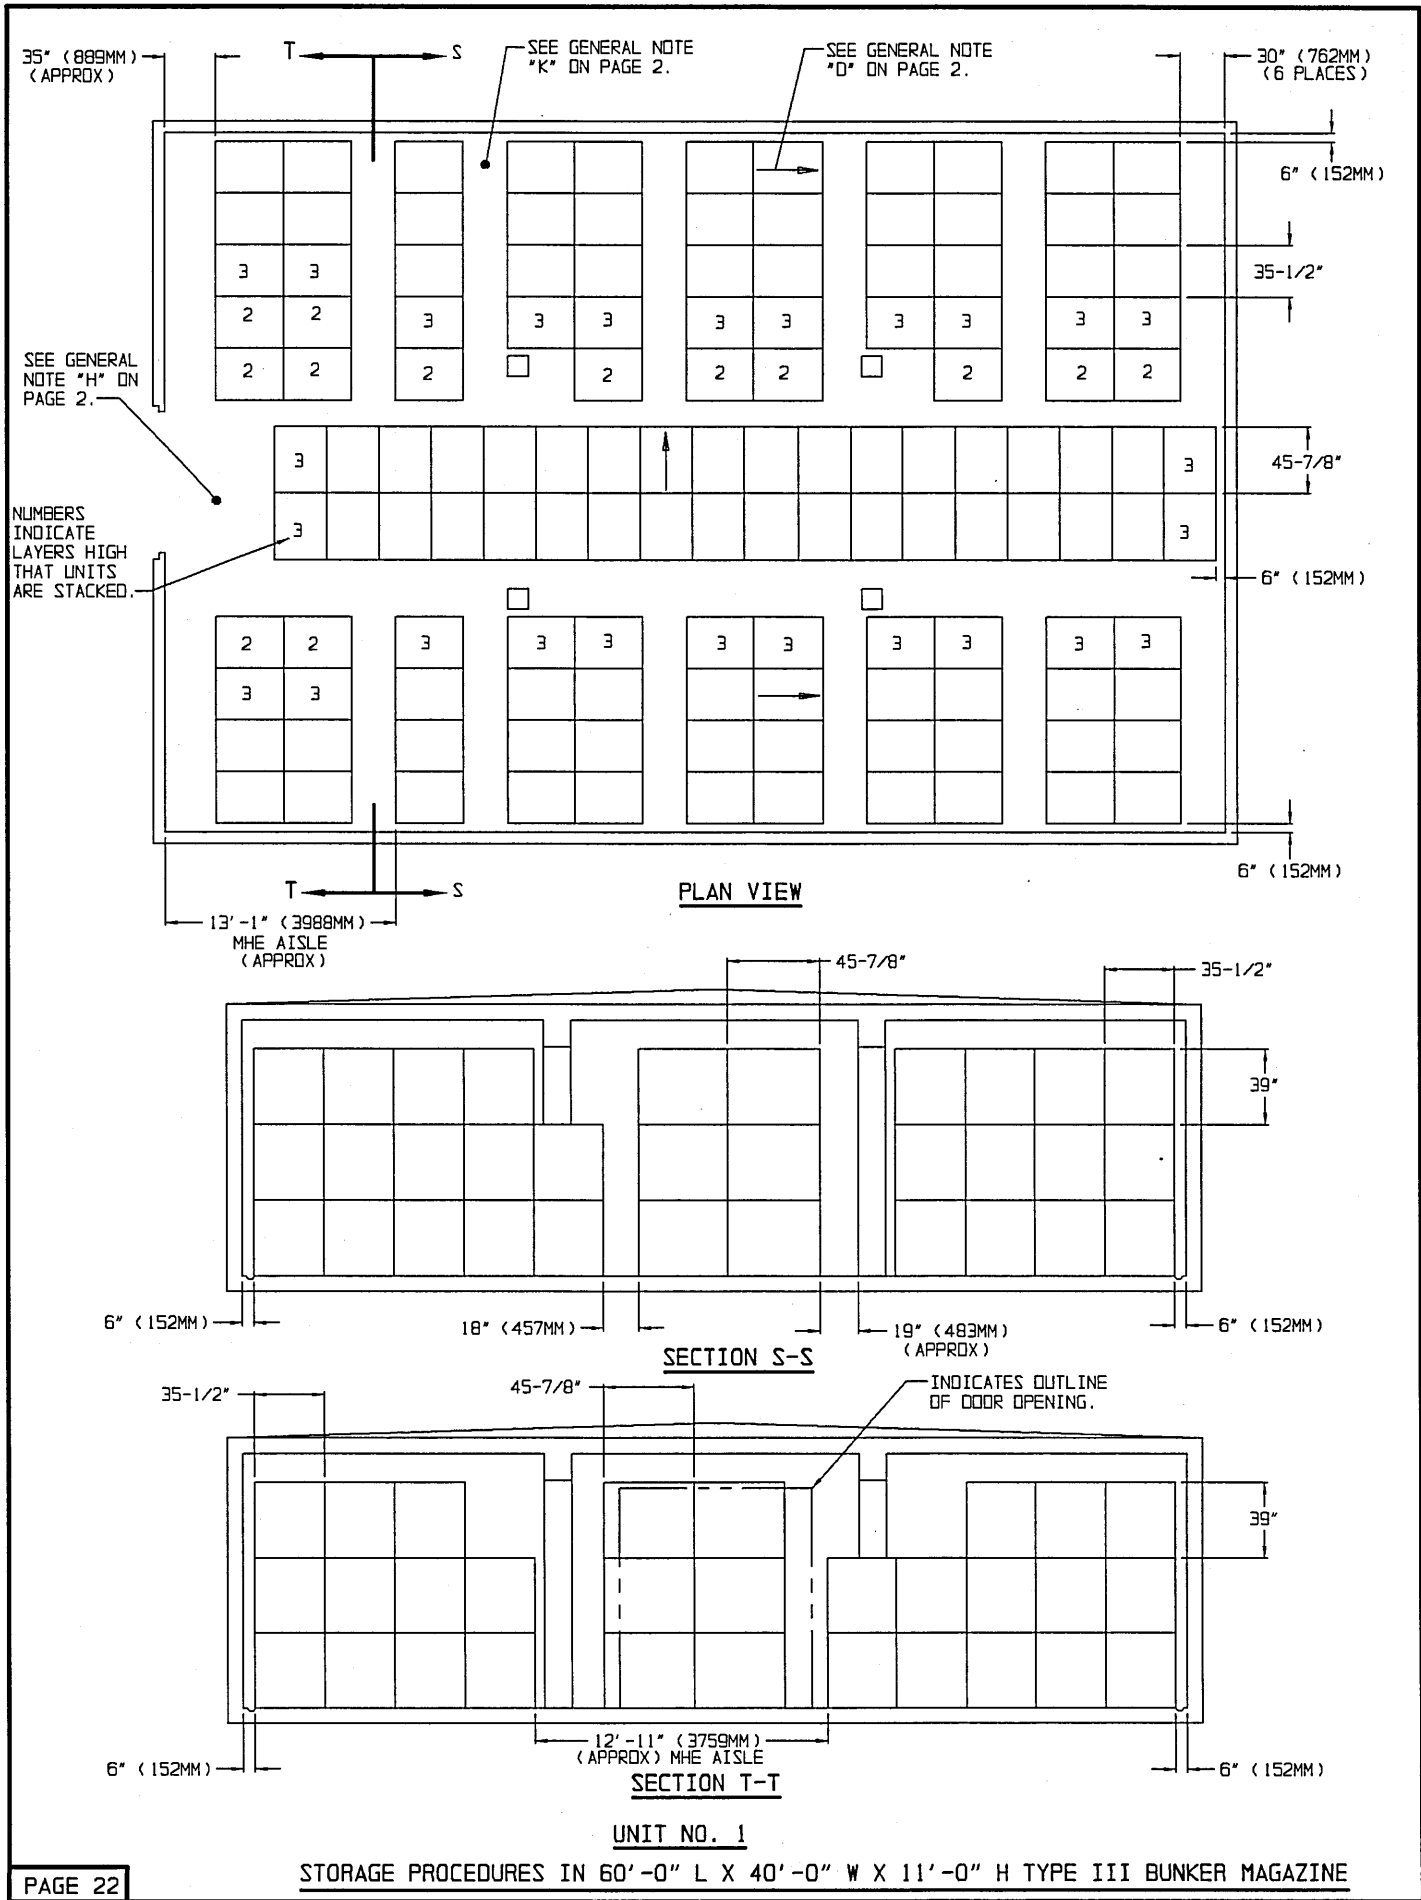 35" (889MM)
(APPROX)
T
S
SEE GENERAL NOTE
"K" ON PAGE 2.
SEE GENERAL NOTE
"D" ON PAGE 2.
30" (762MM)
(6 PLACES)
6" (152MM)
35-1/2"
3 3
2 2 3 3 3 3 3 3 3 3 3
2 2 2 2 2 2 2 2 2
SEE GENERAL
NOTE "H" ON
PAGE 2.
3 3
45-7/8"
3 3
NUMBERS
INDICATE
LAYERS HIGH
THAT UNITS
ARE STACKED.
6" (152MM)
2 2 3 3 3 3 3 3 3 3 3
3 3
6" (152MM)
T
S
PLAN VIEW
13'-1" (3988MM)
MHE AISLE
(APPROX)
45-7/8"
35-1/2"
39"
6" (152MM)
18" (457MM)
19" (483MM)
(APPROX)
6" (152MM)
SECTION S-S
35-1/2"
45-7/8"
INDICATES OUTLINE
OF DOOR OPENING.
39"
12'-11" (3759MM)
(APPROX) MHE AISLE
6" (152MM)
6" (152MM)
SECTION T-T
UNIT NO. 1
PAGE 22
STORAGE PROCEDURES IN 60'-0" L X 40'-0" W X 11'-0" H TYPE III BUNKER MAGAZINE